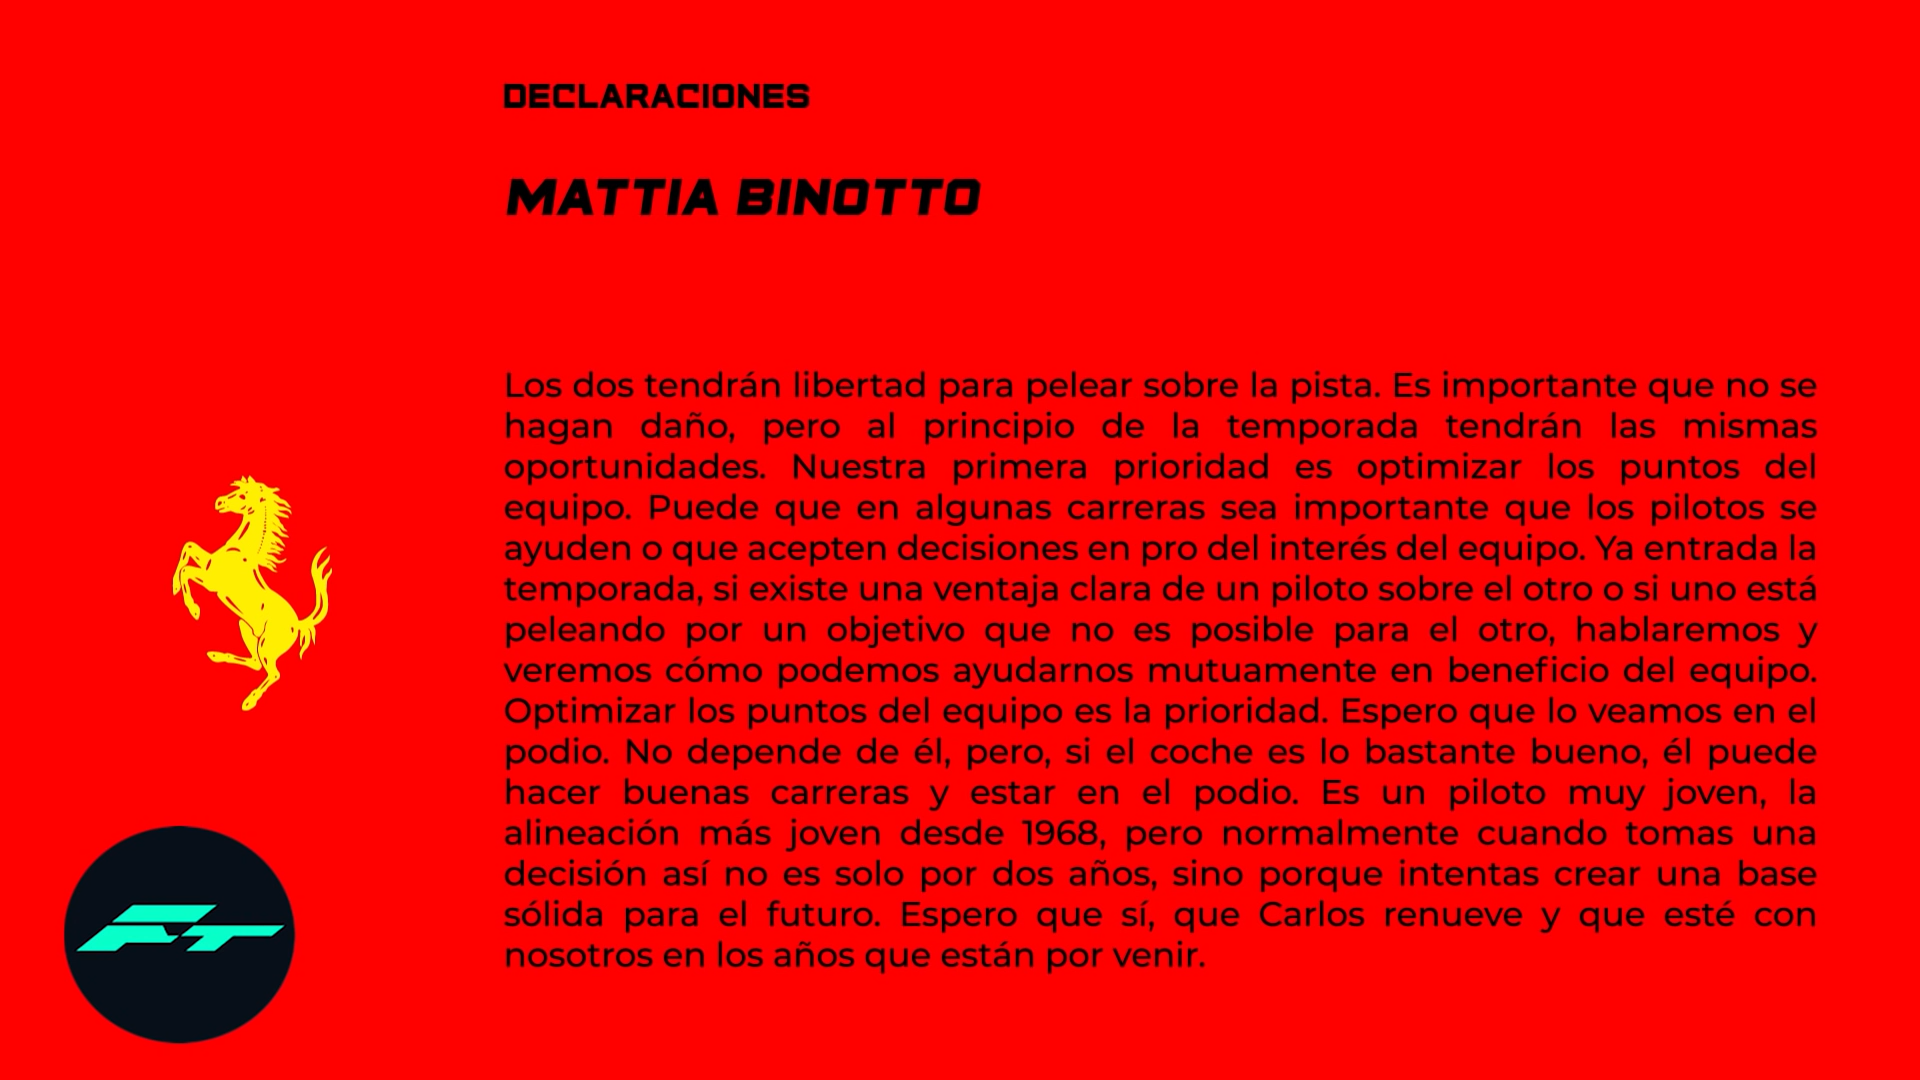 DECLARACIONES
MATTIA BINOTTO
Los dos tendrán libertad para pelear sobre la pista. Es importante que no se
hagan daño, pero al principio de la temporada tendrán las mismas
oportunidades. Nuestra primera prioridad es optimizar los puntos del
equipo. Puede que en algunas carreras sea importante que los pilotos se
ayuden o que acepten decisiones en pro del interés del equipo. Ya entrada la
temporada, si existe una ventaja clara de un piloto sobre el otro o si uno está
peleando por un objetivo que no es posible para el otro, hablaremos y
veremos cómo podemos ayudarnos mutuamente en beneficio del equipo.
Optimizar los puntos del equipo es la prioridad. Espero que lo veamos en el
podio. No depende de él, pero, si el coche es lo bastante bueno, él puede
hacer buenas carreras y estar en el podio. Es un piloto muy joven, la
alineación más joven desde 1968, pero normalmente cuando tomas una
decisión así no es solo por dos años, sino porque intentas crear una base
sólida para el futuro. Espero que sí, que Carlos renueve y que esté con
nosotros en los años que están por venir.
FT